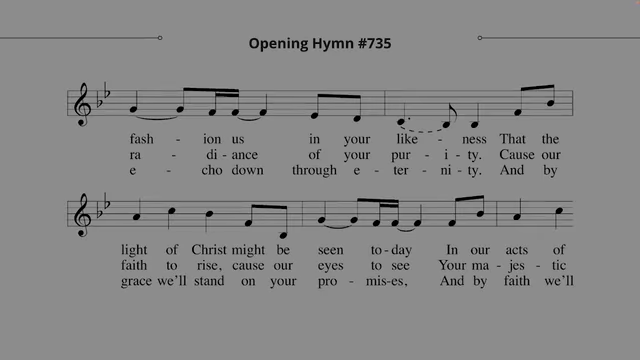 Opening Hymn #735
fash - ion us in your like - ness That the
ra - di - ance of your pur - i - ty. Cause our
e - cho down through e - ter - ni - ty. And by
light of Christ might be seen to - day In our acts of
faith to rise, cause our eyes to see Your ma - jes - tic
grace we'll stand on your pro - mis - es, And by faith we'll